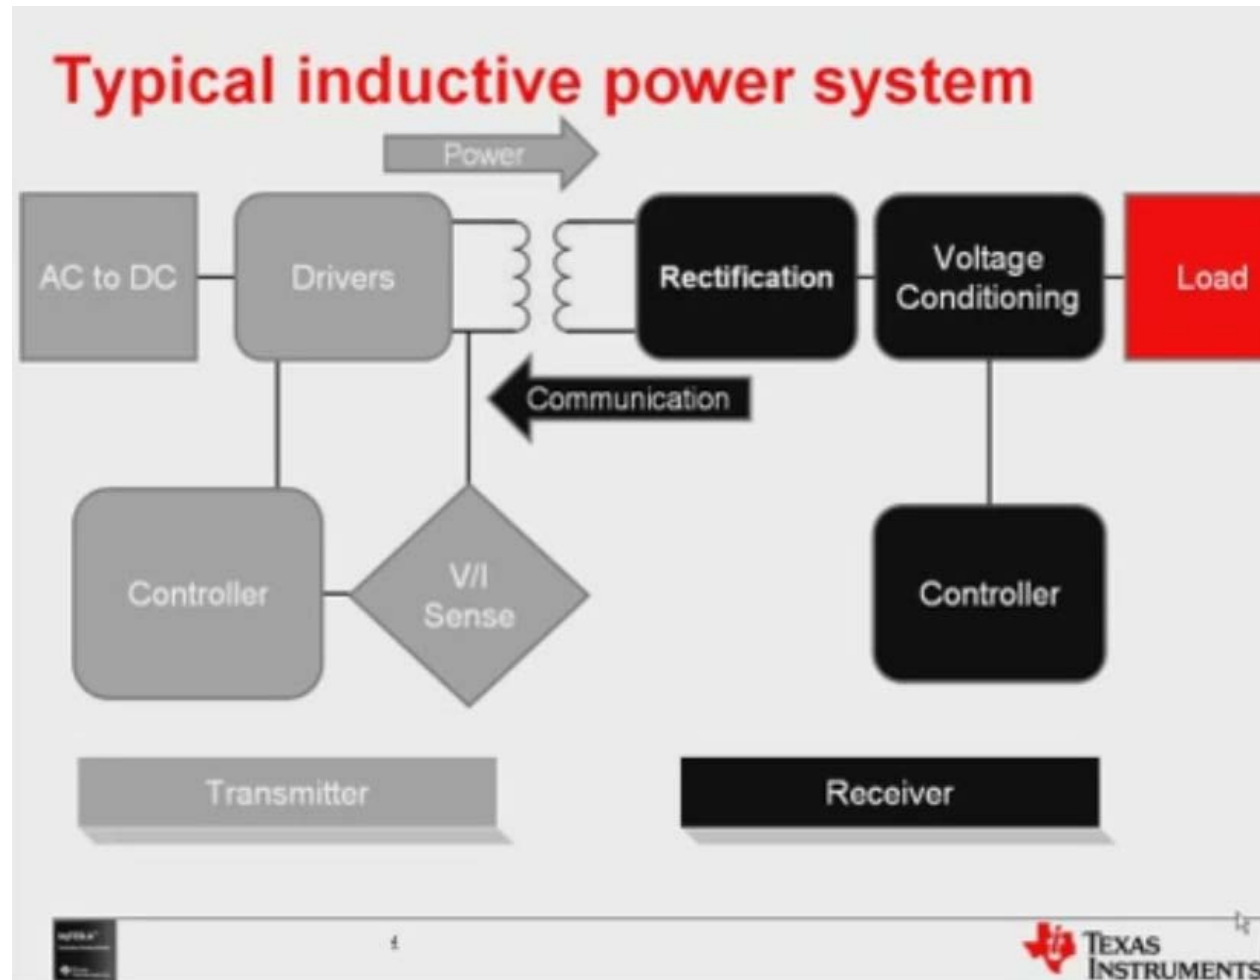 Typical inductive power system
Power
AC to DC
Drivers
Rectification
Voltage
Conditioning
Load
Communication
Controller
V/I
Sense
Controller
Transmitter
Receiver
TEXAS
INSTRUMENTS